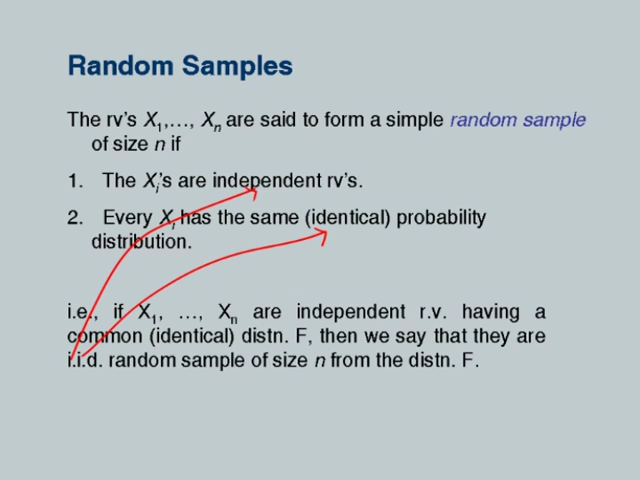 Random Samples
The rv's X1,…, Xn are said to form a simple random sample
of size n if
1. The Xi's are independent rv's.
2. Every Xi has the same (identical) probability
distribution.
i.e., if X1, …, Xn are independent r.v. having a
common (identical) distn. F, then we say that they are
i.i.d. random sample of size n from the distn. F.